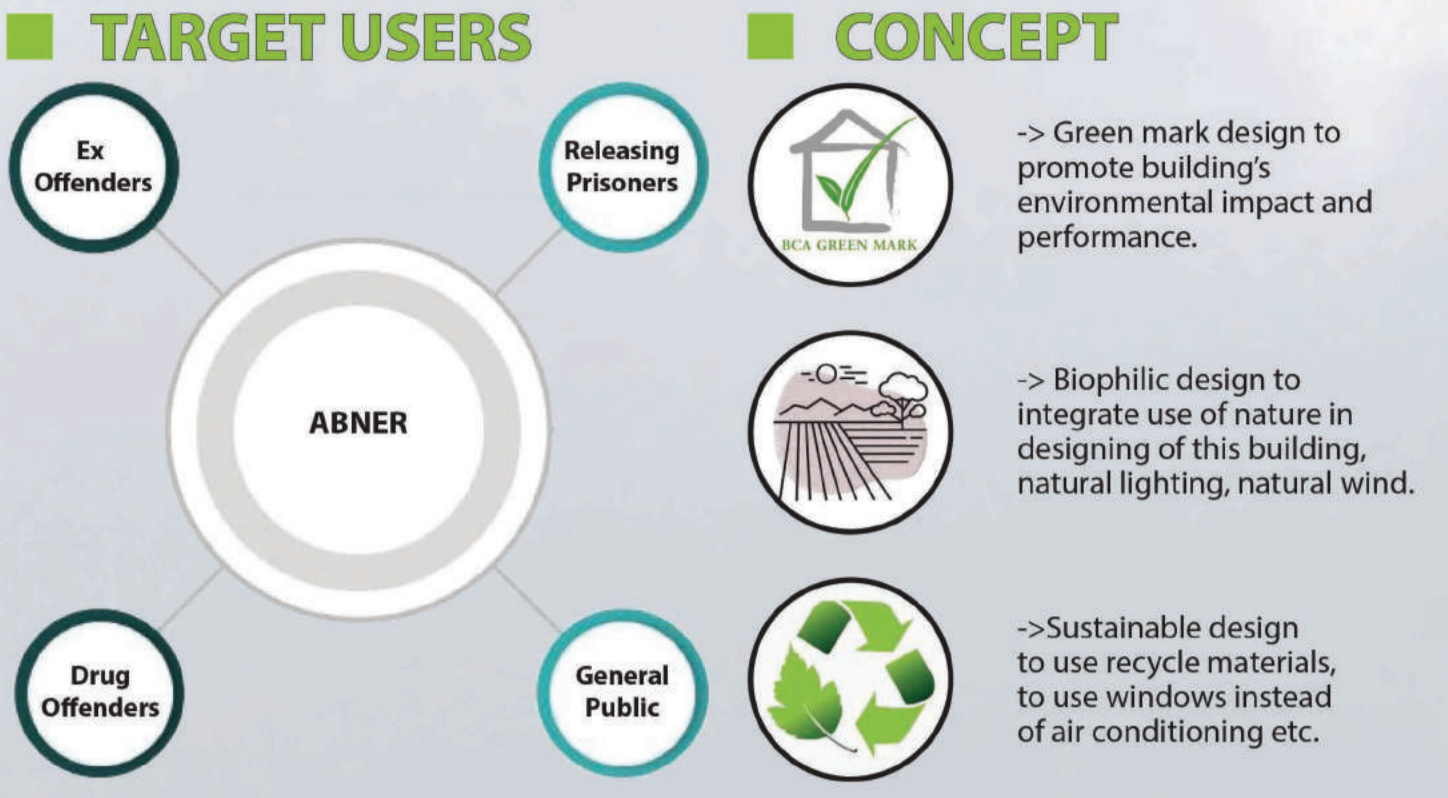 TARGET USERS
Ex
Offenders
Releasing
Prisoners
ABNER
Drug
Offenders
General
Public
CONCEPT
BCA GREEN MARK
-> Green mark design to
promote building’s
environmental impact and
performance.
-> Biophilic design to
integrate use of nature in
designing of this building,
natural lighting, natural wind.
->Sustainable design
to use recycle materials,
to use windows instead
of air conditioning etc.